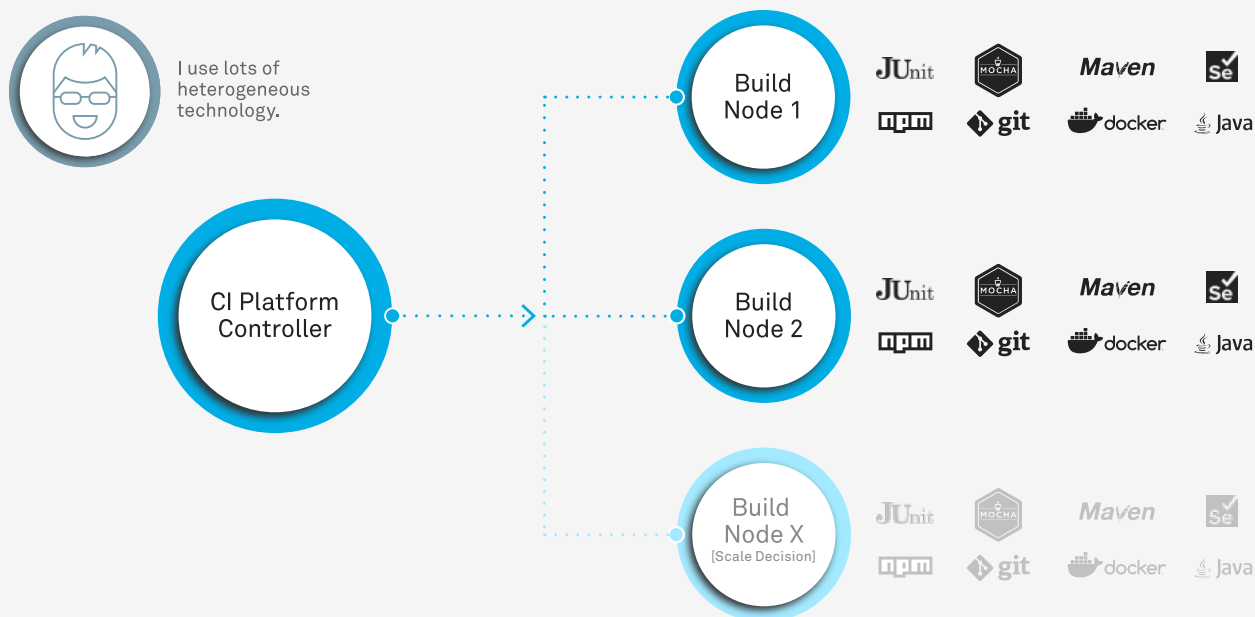 I use lots of
heterogeneous
technology.
CI Platform
Controller
Build
Node 1
JUnit
MOCHA
Maven
Se
npm
git
docker
Java
Build
Node 2
JUnit
MOCHA
Maven
Se
npm
git
docker
Java
Build
Node X
[Scale Decision]
JUnit
MOCHA
Maven
Se
npm
git
docker
Java